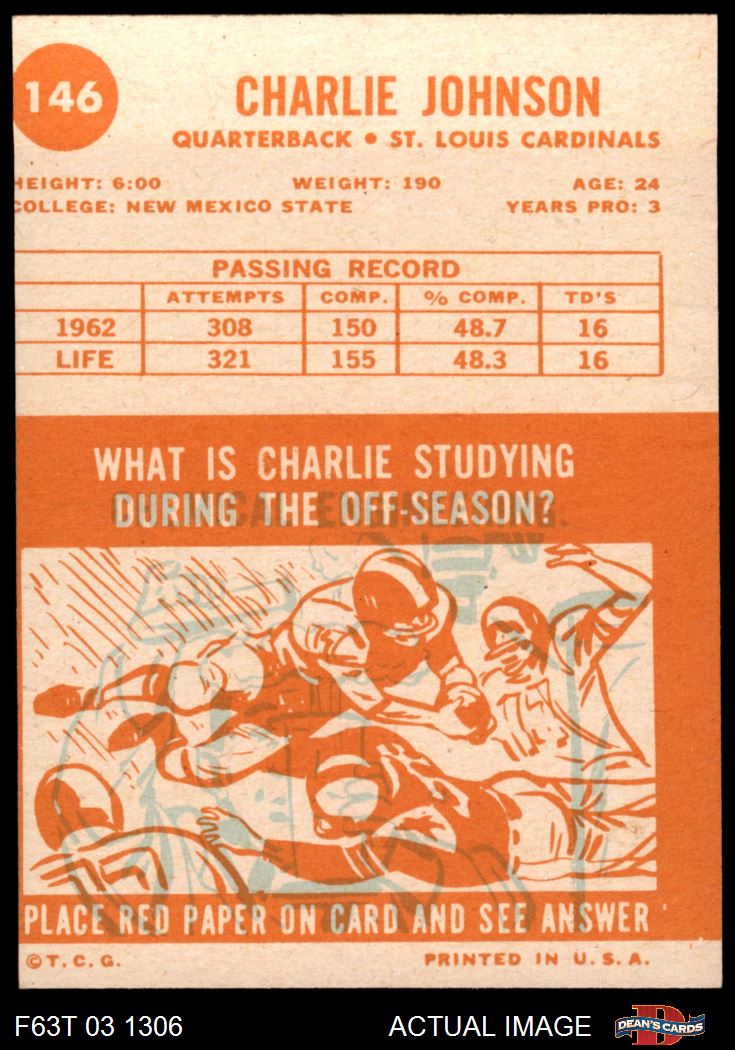 146
CHARLIE JOHNSON
QUARTERBACK • ST. LOUIS CARDINALS
HEIGHT: 6:00 WEIGHT: 190 AGE: 24
COLLEGE: NEW MEXICO STATE YEARS PRO: 3
PASSING RECORD
ATTEMPTS COMP. % COMP. TD'S
1962 308 150 48.7 16
LIFE 321 155 48.3 16
WHAT IS CHARLIE STUDYING
DURING THE OFF-SEASON?
PLACE RED PAPER ON CARD AND SEE ANSWER
©T.C.G. PRINTED IN U.S.A.
F63T 03 1306 ACTUAL IMAGE
D
DEAN'S CARDS